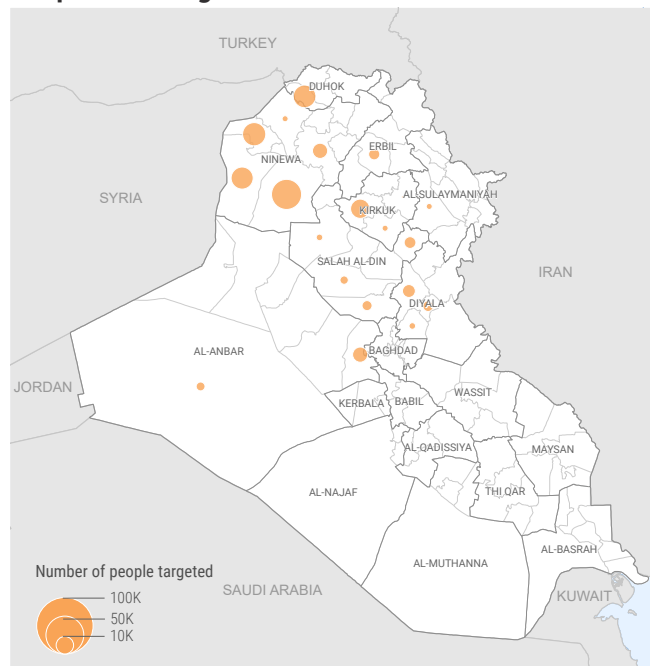 TURKEY
DUHOK
ERBIL
NINEWA
AL-SULAYMANIYAH
SYRIA
KIRKUK
SALAH AL-DIN
IRAN
DIYALA
AL-ANBAR
BAGHDAD
JORDAN
WASSIT
KERBALA
BABIL
AL-QADISSIYA
MAYSAN
AL-NAJAF
THI QAR
AL-BASRAH
AL-MUTHANNA
Number of people targeted
SAUDI ARABIA
KUWAIT
100K
50K
10K